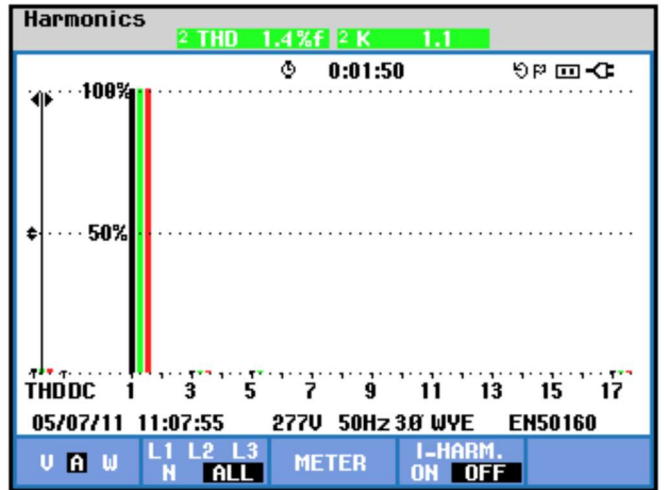 Harmonics
2 THD 1.4%f 2 K 1.1
0:01:50
100%
50%
THDDC 1 3 5 7 9 11 13 15 17
05/07/11 11:07:55 277V 50Hz 3Ø WYE EN50160
V A W L1 L2 L3 N ALL METER I-HARM. ON OFF